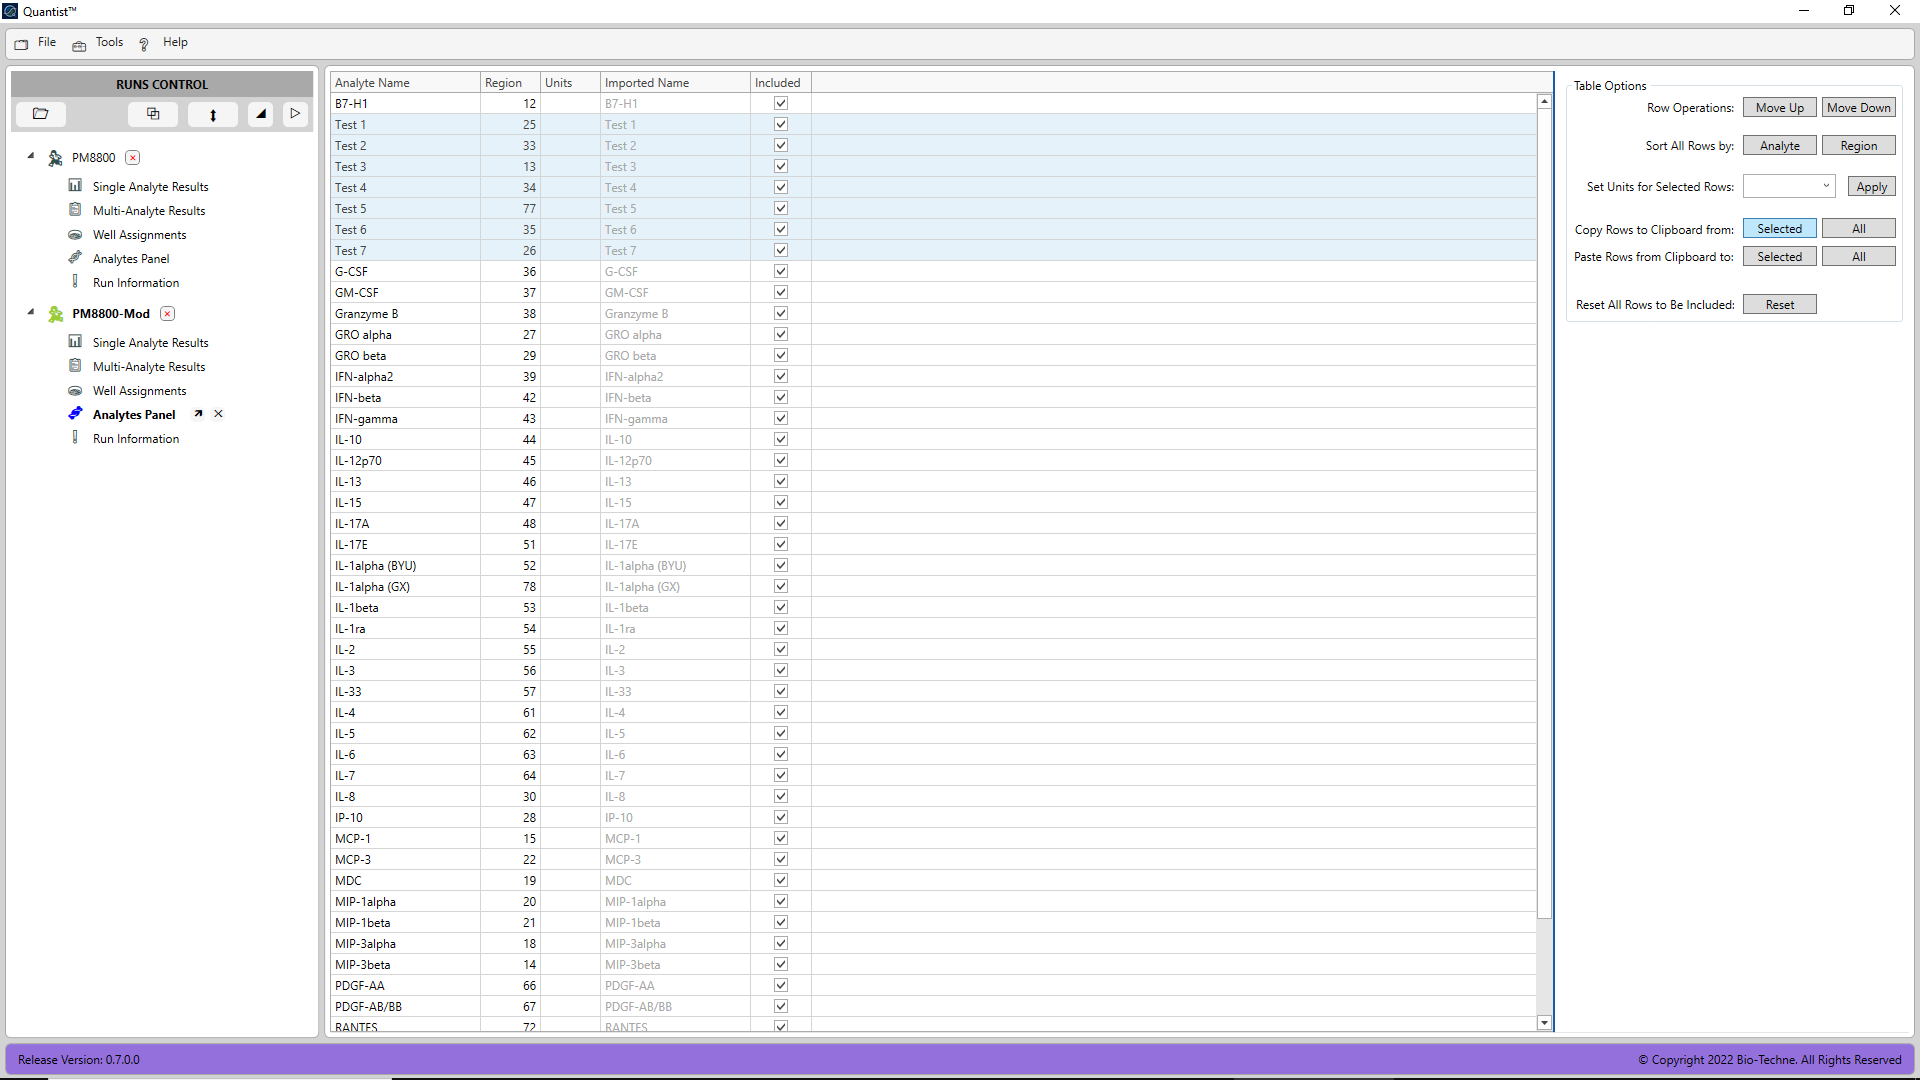 Quantist™
File Tools ? Help
RUNS CONTROL
PM8800
Single Analyte Results
Multi-Analyte Results
Well Assignments
Analytes Panel
Run Information
PM8800-Mod
Single Analyte Results
Multi-Analyte Results
Well Assignments
Analytes Panel
Run Information
Analyte Name Region Units Imported Name Included
B7-H1 12 B7-H1
Test 1 25 Test 1
Test 2 33 Test 2
Test 3 13 Test 3
Test 4 34 Test 4
Test 5 77 Test 5
Test 6 35 Test 6
Test 7 26 Test 7
G-CSF 36 G-CSF
GM-CSF 37 GM-CSF
Granzyme B 38 Granzyme B
GRO alpha 27 GRO alpha
GRO beta 29 GRO beta
IFN-alpha2 39 IFN-alpha2
IFN-beta 42 IFN-beta
IFN-gamma 43 IFN-gamma
IL-10 44 IL-10
IL-12p70 45 IL-12p70
IL-13 46 IL-13
IL-15 47 IL-15
IL-17A 48 IL-17A
IL-17E 51 IL-17E
IL-1alpha (BYU) 52 IL-1alpha (BYU)
IL-1alpha (GX) 78 IL-1alpha (GX)
IL-1beta 53 IL-1beta
IL-1ra 54 IL-1ra
IL-2 55 IL-2
IL-3 56 IL-3
IL-33 57 IL-33
IL-4 61 IL-4
IL-5 62 IL-5
IL-6 63 IL-6
IL-7 64 IL-7
IL-8 30 IL-8
IP-10 28 IP-10
MCP-1 15 MCP-1
MCP-3 22 MCP-3
MDC 19 MDC
MIP-1alpha 20 MIP-1alpha
MIP-1beta 21 MIP-1beta
MIP-3alpha 18 MIP-3alpha
MIP-3beta 14 MIP-3beta
PDGF-AA 66 PDGF-AA
PDGF-AB/BB 67 PDGF-AB/BB
RANTES 72 RANTES
Table Options
Row Operations: Move Up Move Down
Sort All Rows by: Analyte Region
Set Units for Selected Rows: Apply
Copy Rows to Clipboard from: Selected All
Paste Rows from Clipboard to: Selected All
Reset All Rows to Be Included: Reset
Release Version: 0.7.0.0
© Copyright 2022 Bio-Techne. All Rights Reserved